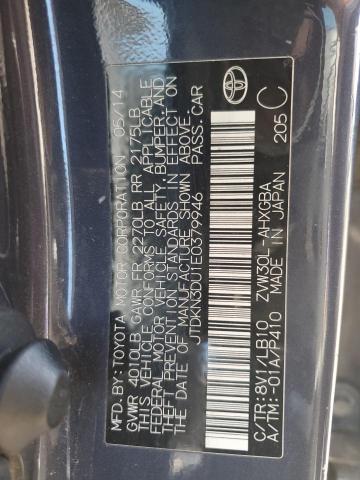 MFD. BY: TOYOTA MOTOR CORPORATION 05/14
GVWR 4010LB GAWR FR 2270LB RR 2175LB
THIS VEHICLE CONFORMS TO ALL APPLICABLE
FEDERAL MOTOR VEHICLE SAFETY, BUMPER, AND
THEFT PREVENTION STANDARDS IN EFFECT ON
THE DATE OF MANUFACTURE SHOWN ABOVE.
JTDKN3DU1E0379946 PASS.CAR
C/TR:8V1/LB10 ZVW30L-AHXGBA
A/TM:-01A/P410 MADE IN JAPAN 205 C
TOYOTA